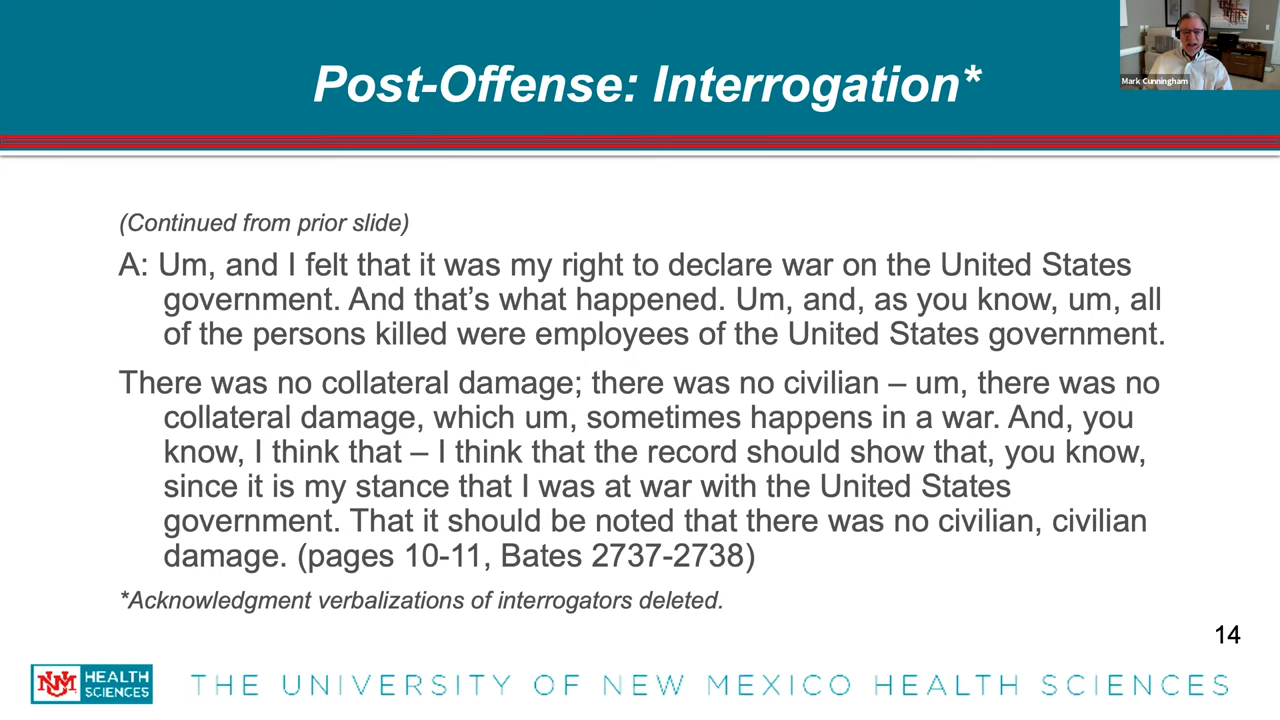 Mark Cunningham
Post-Offense: Interrogation*
(Continued from prior slide)
A: Um, and I felt that it was my right to declare war on the United States
government. And that’s what happened. Um, and, as you know, um, all
of the persons killed were employees of the United States government.
There was no collateral damage; there was no civilian – um, there was no
collateral damage, which um, sometimes happens in a war. And, you
know, I think that – I think that the record should show that, you know,
since it is my stance that I was at war with the United States
government. That it should be noted that there was no civilian, civilian
damage. (pages 10-11, Bates 2737-2738)
*Acknowledgment verbalizations of interrogators deleted.
14
UNM HEALTH
SCIENCES
THE UNIVERSITY OF NEW MEXICO HEALTH SCIENCES